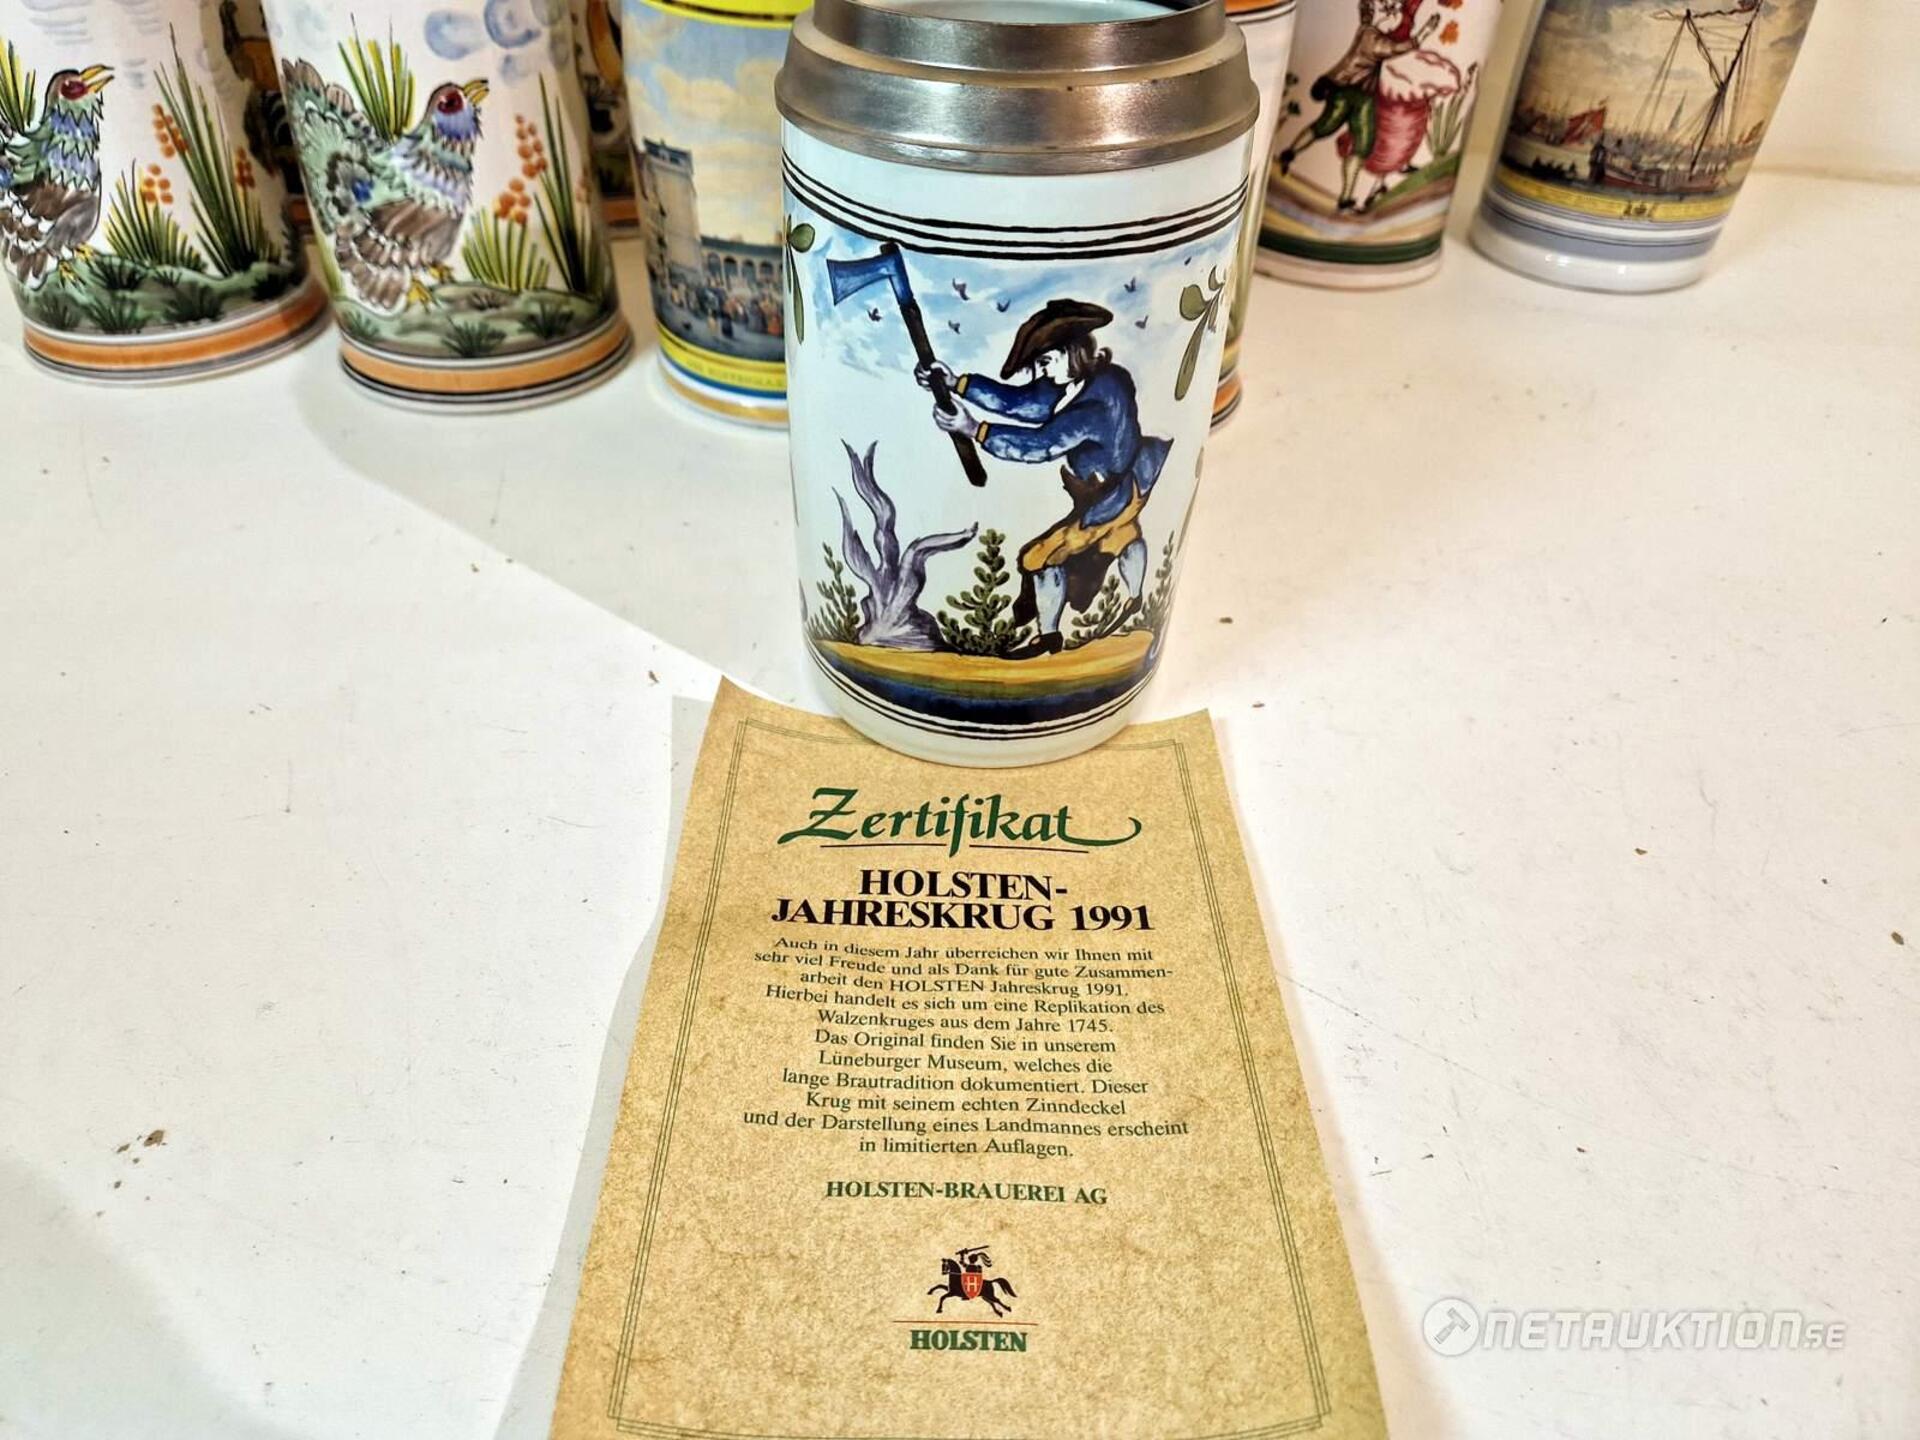 Zertifikat
HOLSTEN-
JAHRESKRUG 1991
Auch in diesem Jahr überreichen wir Ihnen mit
sehr viel Freude und als Dank für gute Zusammen-
arbeit den HOLSTEN Jahreskrug 1991.
Hierbei handelt es sich um eine Replikation des
Walzenkruges aus dem Jahre 1745.
Das Original finden Sie in unserem
Lüneburger Museum, welches die
lange Brautradition dokumentiert. Dieser
Krug mit seinem echten Zinndeckel
und der Darstellung eines Landmannes erscheint
in limitierten Auflagen.
HOLSTEN-BRAUEREI AG
H
HOLSTEN
NETAUKTION.SE